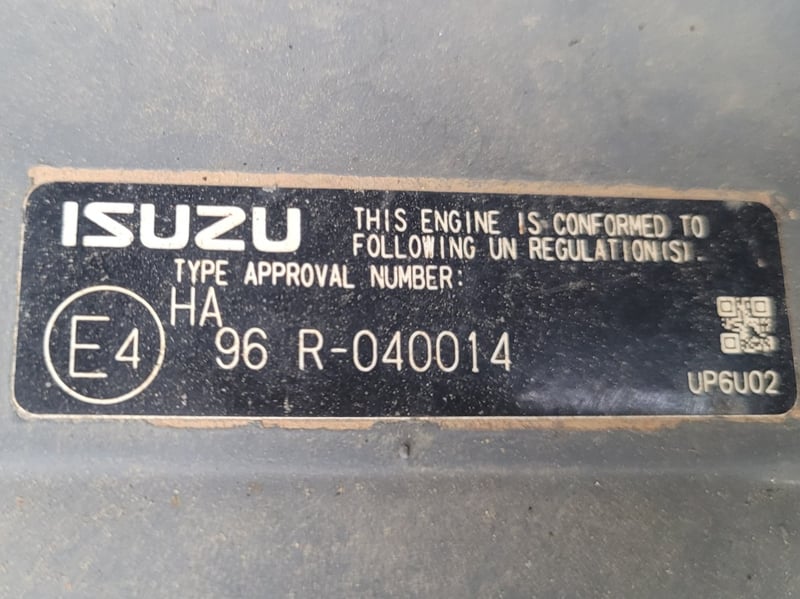 ISUZU
THIS ENGINE IS CONFORMED TO
FOLLOWING UN REGULATION(S).
TYPE APPROVAL NUMBER:
E4
HA
96 R-040014
UP6U02